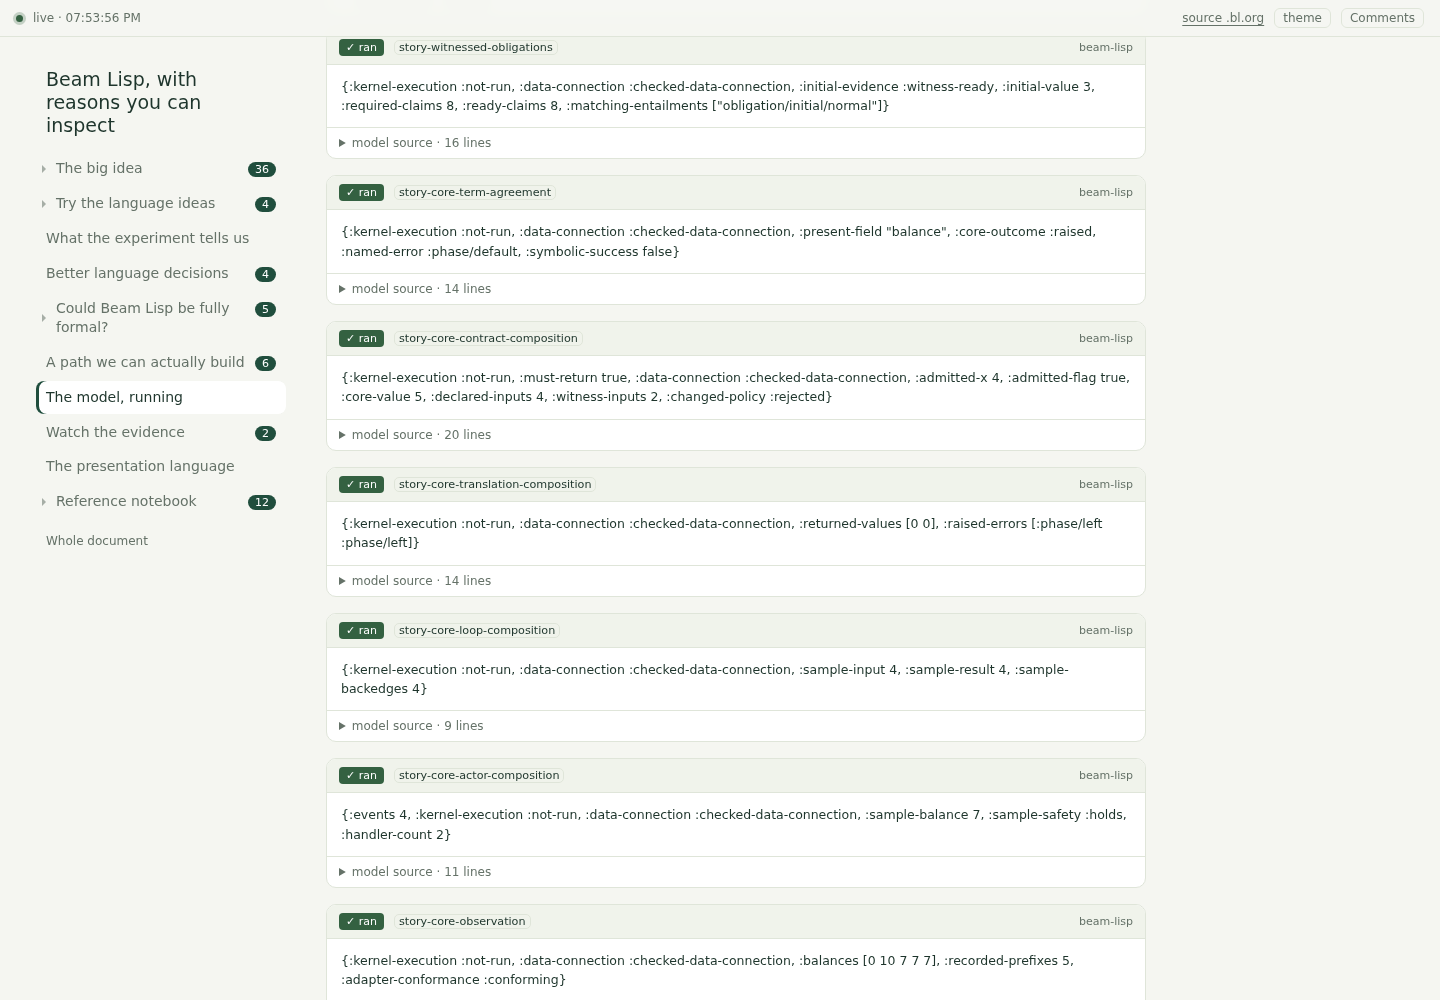 live · 07:53:56 PM
source .bl.org
theme
Comments
Beam Lisp, with
reasons you can
inspect
The big idea 36
Try the language ideas 4
What the experiment tells us
Better language decisions 4
Could Beam Lisp be fully 5
formal?
A path we can actually build 6
The model, running
Watch the evidence 2
The presentation language
Reference notebook 12
Whole document
✓ ran story-witnessed-obligations beam-lisp
{:kernel-execution :not-run, :data-connection :checked-data-connection, :initial-evidence :witness-ready, :initial-value 3,
:required-claims 8, :ready-claims 8, :matching-entailments ["obligation/initial/normal"]}
model source · 16 lines
✓ ran story-core-term-agreement beam-lisp
{:kernel-execution :not-run, :data-connection :checked-data-connection, :present-field "balance", :core-outcome :raised,
:named-error :phase/default, :symbolic-success false}
model source · 14 lines
✓ ran story-core-contract-composition beam-lisp
{:kernel-execution :not-run, :must-return true, :data-connection :checked-data-connection, :admitted-x 4, :admitted-flag true,
:core-value 5, :declared-inputs 4, :witness-inputs 2, :changed-policy :rejected}
model source · 20 lines
✓ ran story-core-translation-composition beam-lisp
{:kernel-execution :not-run, :data-connection :checked-data-connection, :returned-values [0 0], :raised-errors [:phase/left
:phase/left]}
model source · 14 lines
✓ ran story-core-loop-composition beam-lisp
{:kernel-execution :not-run, :data-connection :checked-data-connection, :sample-input 4, :sample-result 4, :sample-
backedges 4}
model source · 9 lines
✓ ran story-core-actor-composition beam-lisp
{:events 4, :kernel-execution :not-run, :data-connection :checked-data-connection, :sample-balance 7, :sample-safety :holds,
:handler-count 2}
model source · 11 lines
✓ ran story-core-observation beam-lisp
{:kernel-execution :not-run, :data-connection :checked-data-connection, :balances [0 10 7 7 7], :recorded-prefixes 5,
:adapter-conformance :conforming}